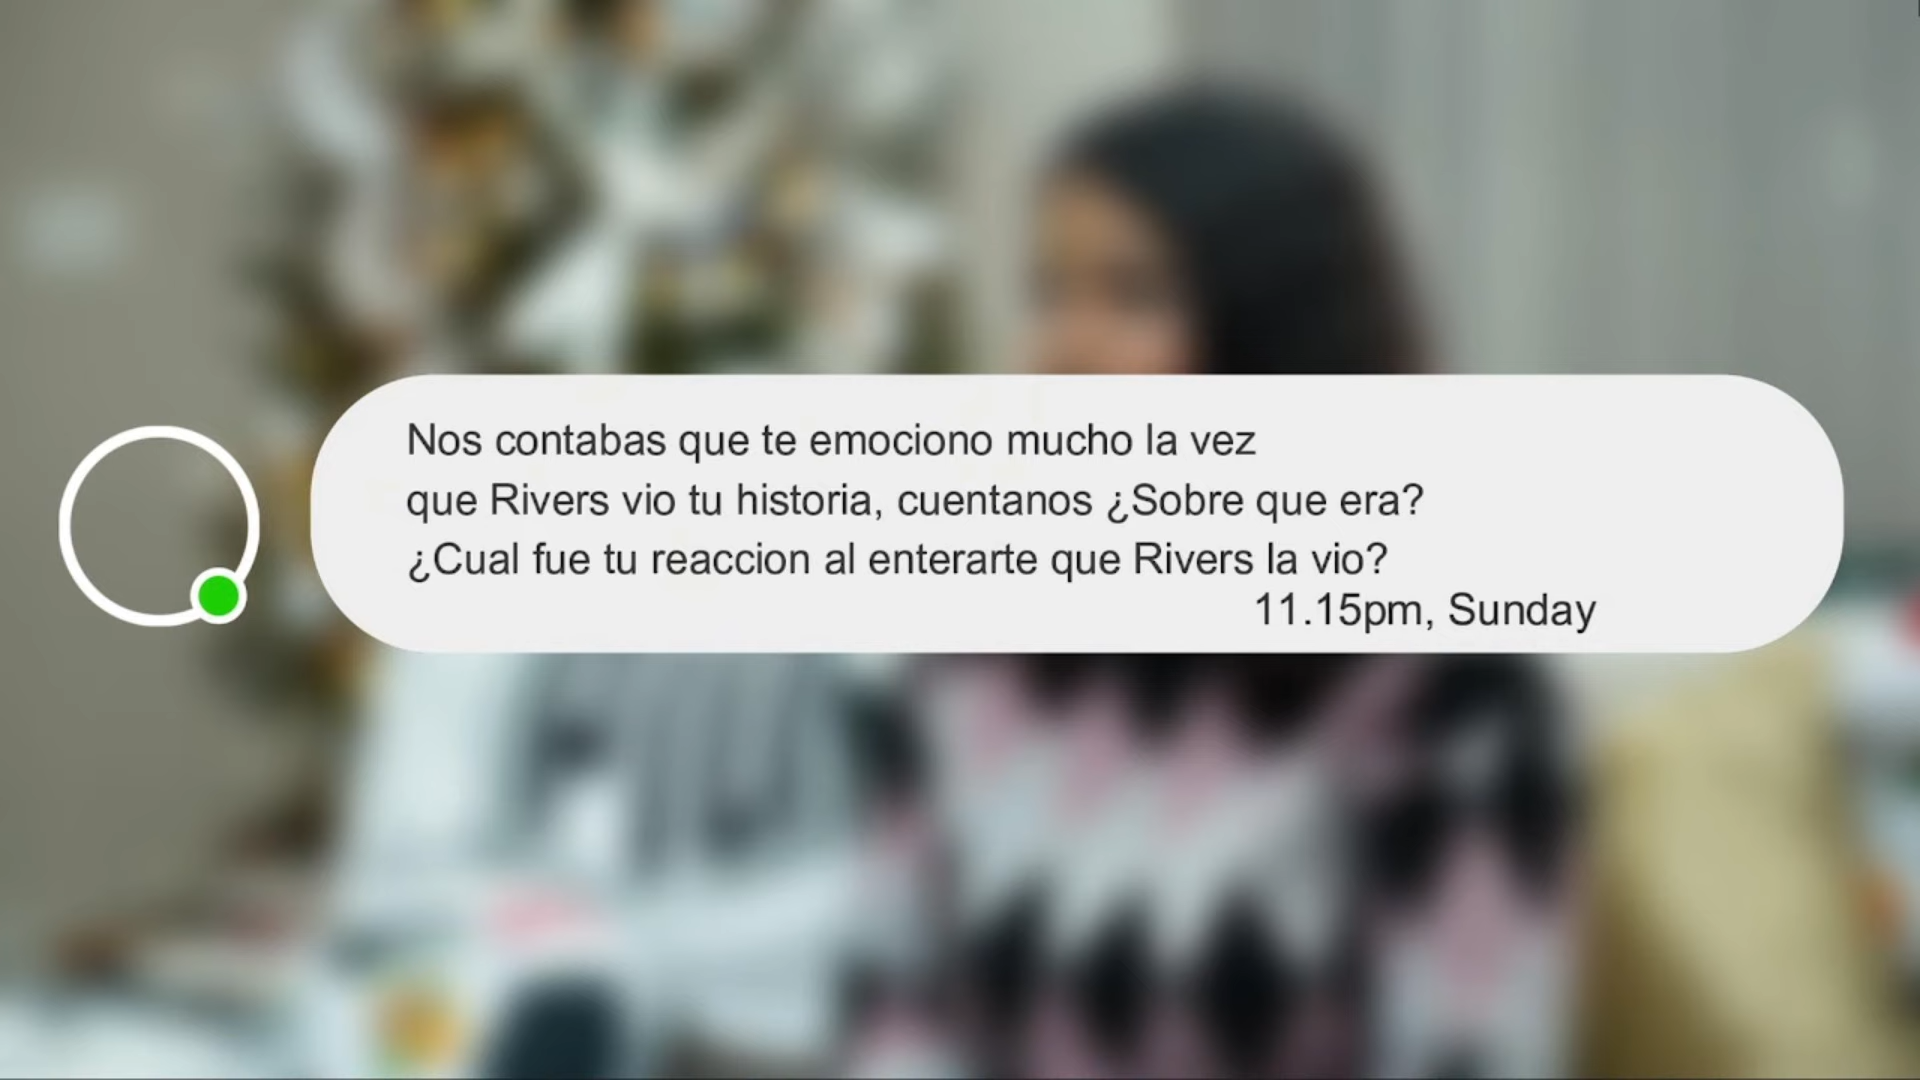 Nos contabas que te emociono mucho la vez
que Rivers vio tu historia, cuentanos ¿Sobre que era?
¿Cual fue tu reaccion al enterarte que Rivers la vio?
11.15pm, Sunday